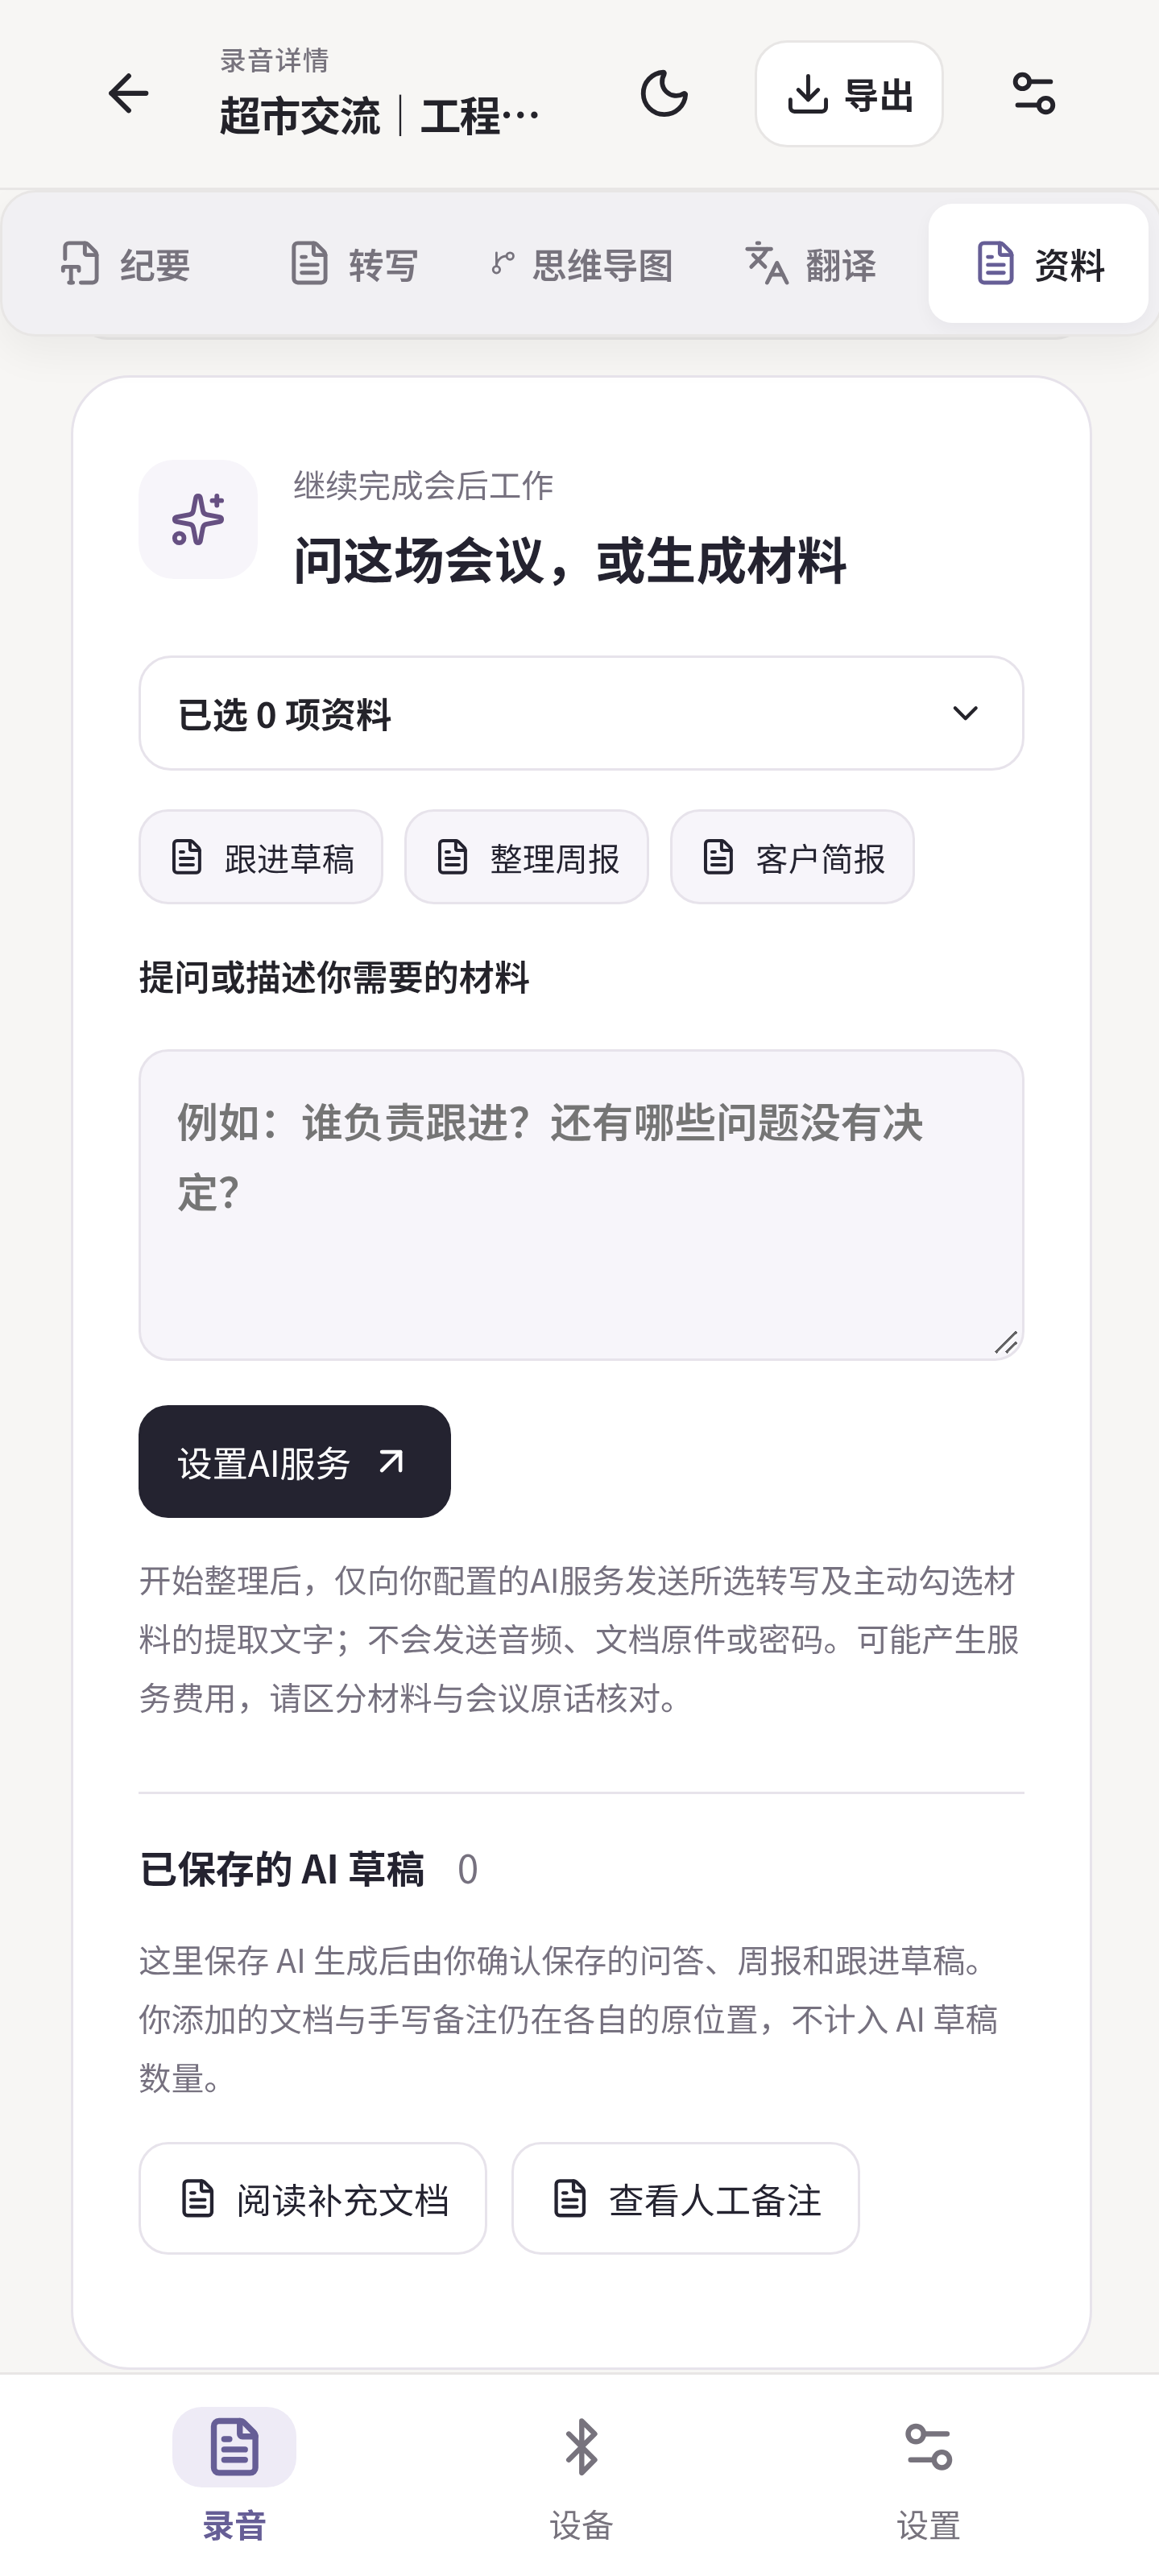 录音详情
超市交流｜工程…
导出
纪要
转写
思维导图
翻译
资料
继续完成会后工作
问这场会议，或生成材料
已选 0 项资料
跟进草稿
整理周报
客户简报
提问或描述你需要的材料
例如：谁负责跟进？还有哪些问题没有决
定？
设置AI服务
开始整理后，仅向你配置的AI服务发送所选转写及主动勾选材
料的提取文字；不会发送音频、文档原件或密码。可能产生服
务费用，请区分材料与会议原话核对。
已保存的 AI 草稿 0
这里保存 AI 生成后由你确认保存的问答、周报和跟进草稿。
你添加的文档与手写备注仍在各自的原位置，不计入 AI 草稿
数量。
阅读补充文档
查看人工备注
录音
设备
设置